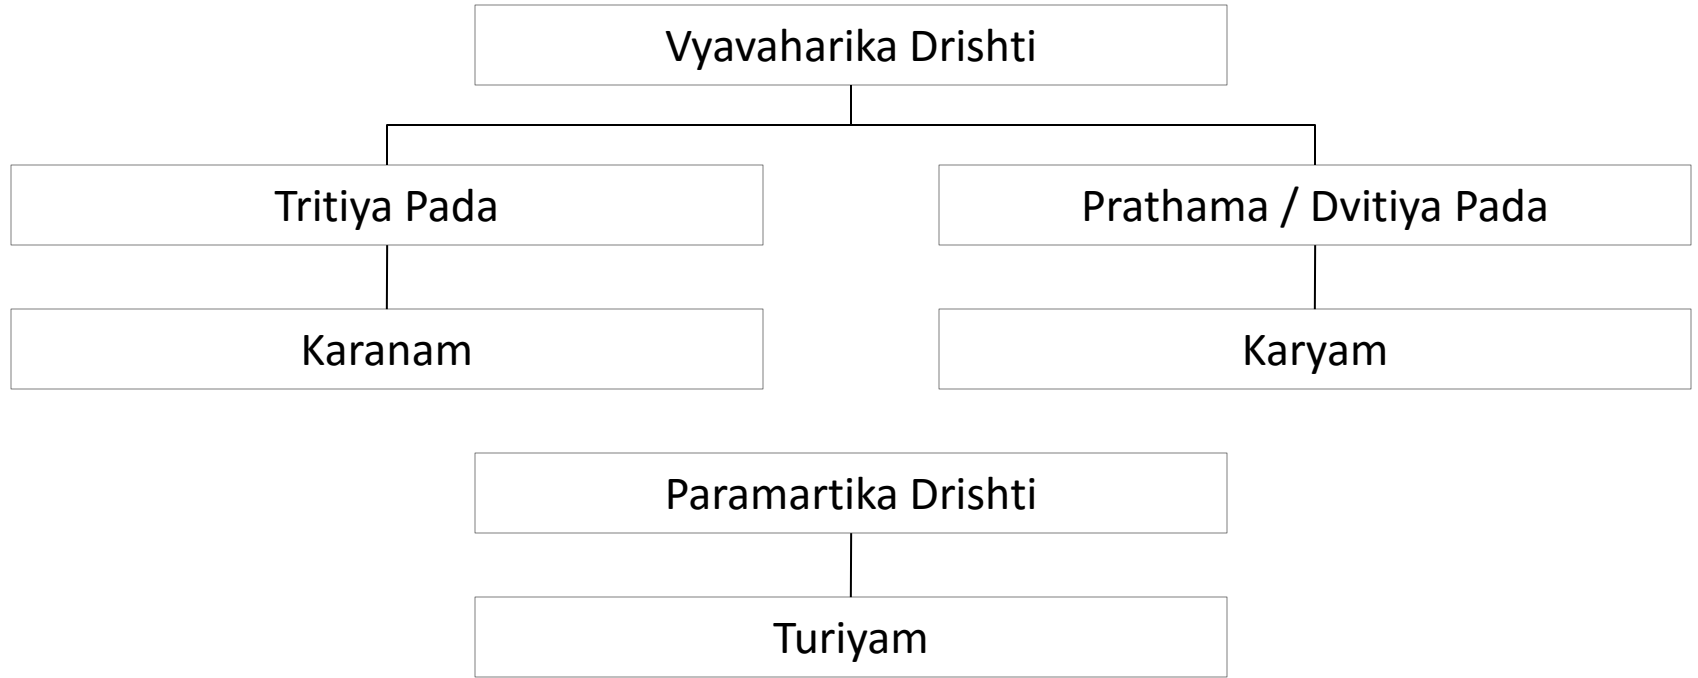 Vyavaharika Drishti
Tritiya Pada
Prathama / Dvitiya Pada
Karanam
Karyam
Paramartika Drishti
Turiyam